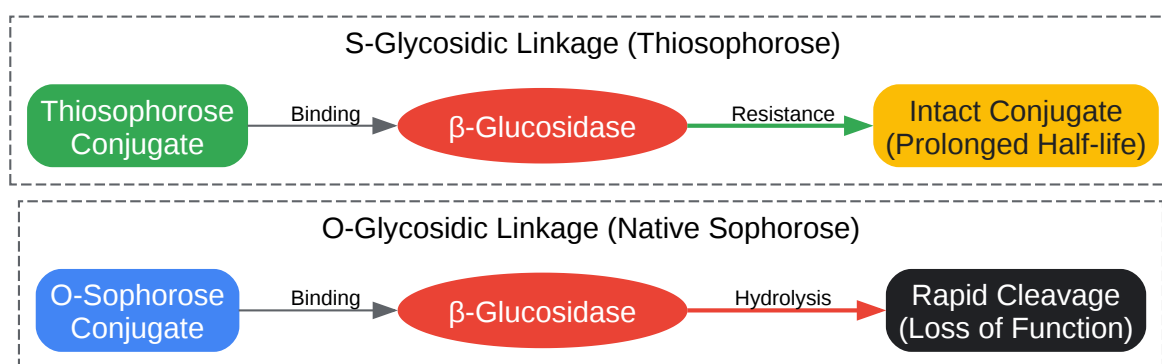 S-Glycosidic Linkage (Thiosophorose)
Thiosophorose
Conjugate
Binding
β-Glucosidase
Resistance
Intact Conjugate
(Prolonged Half-life)
O-Glycosidic Linkage (Native Sophorose)
O-Sophorose
Conjugate
Binding
β-Glucosidase
Hydrolysis
Rapid Cleavage
(Loss of Function)